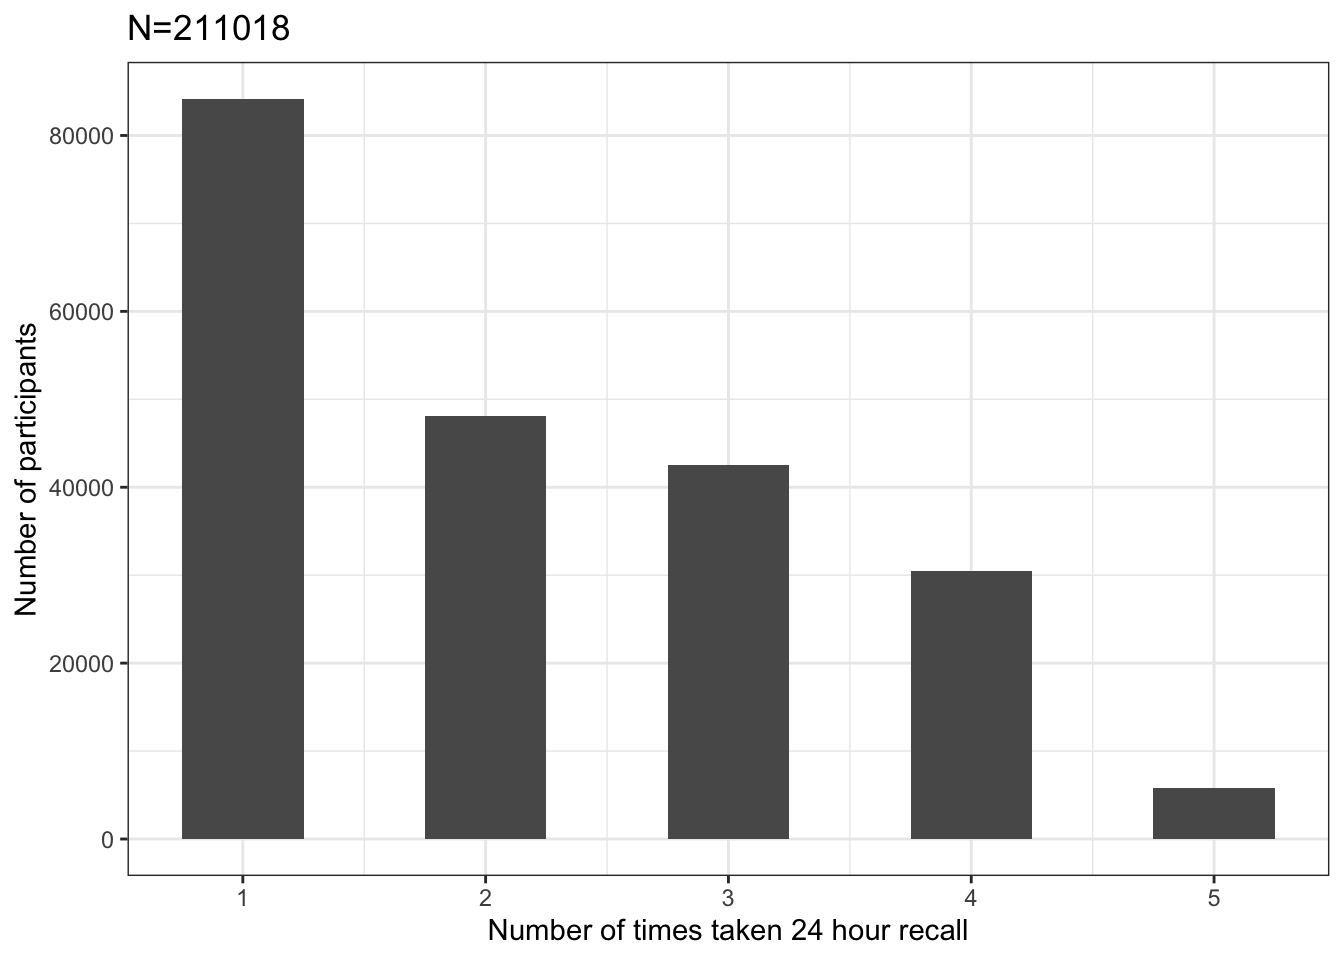 N=211018
Number of participants
80000
60000
40000
20000
0
1 2 3 4 5
Number of times taken 24 hour recall